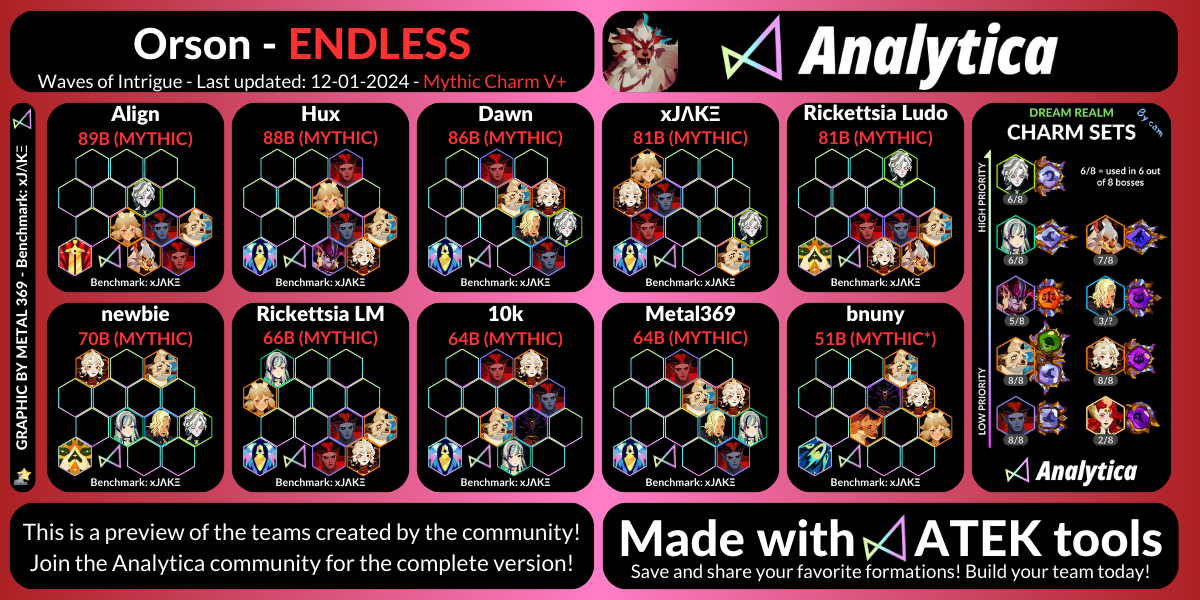 Orson - ENDLESS
Waves of Intrigue - Last updated: 12-01-2024 - Mythic Charm V+
Analytica
GRAPHIC BY METAL 369 - Benchmark: xJΛKΞ
Align
89B (MYTHIC)
Benchmark: xJΛKΞ
Hux
88B (MYTHIC)
Benchmark: xJΛKΞ
Dawn
86B (MYTHIC)
Benchmark: xJΛKΞ
xJΛKΞ
81B (MYTHIC)
Benchmark: xJΛKΞ
Rickettsia Ludo
81B (MYTHIC)
Benchmark: xJΛKΞ
newbie
70B (MYTHIC)
Benchmark: xJΛKΞ
Rickettsia LM
66B (MYTHIC)
Benchmark: xJΛKΞ
10k
64B (MYTHIC)
Benchmark: xJΛKΞ
Metal369
64B (MYTHIC)
Benchmark: xJΛKΞ
bnuny
51B (MYTHIC*)
Benchmark: xJΛKΞ
DREAM REALM
CHARM SETS
By cam
HIGH PRIORITY
LOW PRIORITY
6/8
6/8 = used in 6 out
of 8 bosses
6/8
7/8
5/8
3/?
8/8
8/8
8/8
2/8
Analytica
This is a preview of the teams created by the community!
Join the Analytica community for the complete version!
Made with ATEK tools
Save and share your favorite formations! Build your team today!